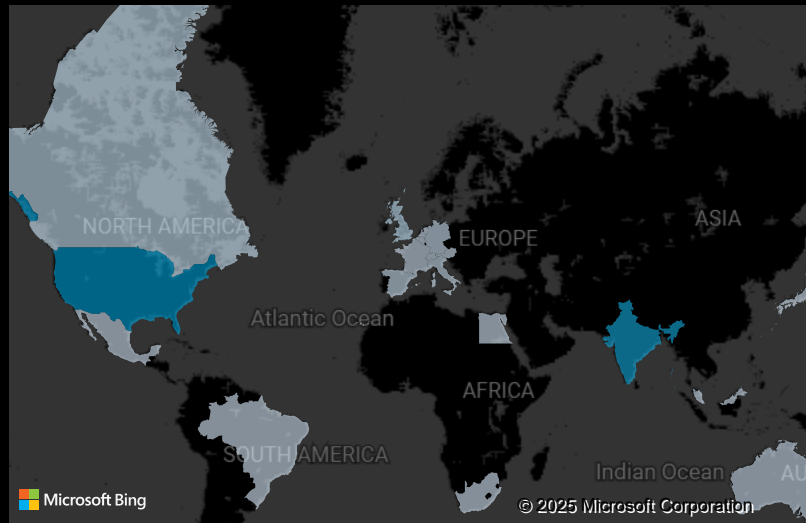 ASIA
NORTH AMERICA
EUROPE
Atlantic Ocean
AFRICA
SOUTH AMERICA
Indian Ocean
AU
Microsoft Bing
© 2025 Microsoft Corporation